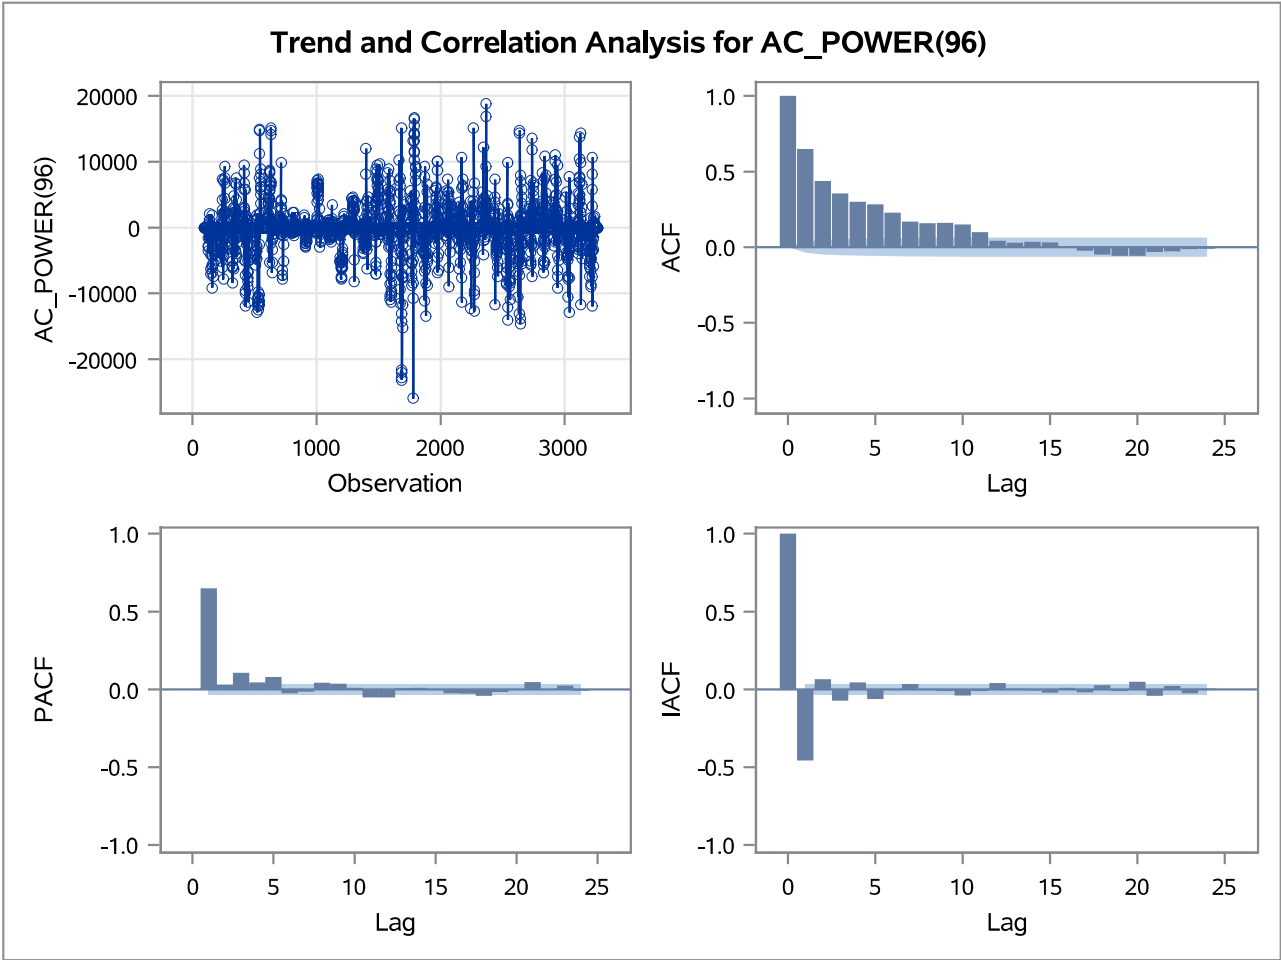 Trend and Correlation Analysis for AC_POWER(96)
AC_POWER(96)
20000
10000
0
-10000
-20000
0 1000 2000 3000
Observation
ACF
1.0
0.5
0.0
-0.5
-1.0
0 5 10 15 20 25
Lag
PACF
1.0
0.5
0.0
-0.5
-1.0
0 5 10 15 20 25
Lag
IACF
1.0
0.5
0.0
-0.5
-1.0
0 5 10 15 20 25
Lag